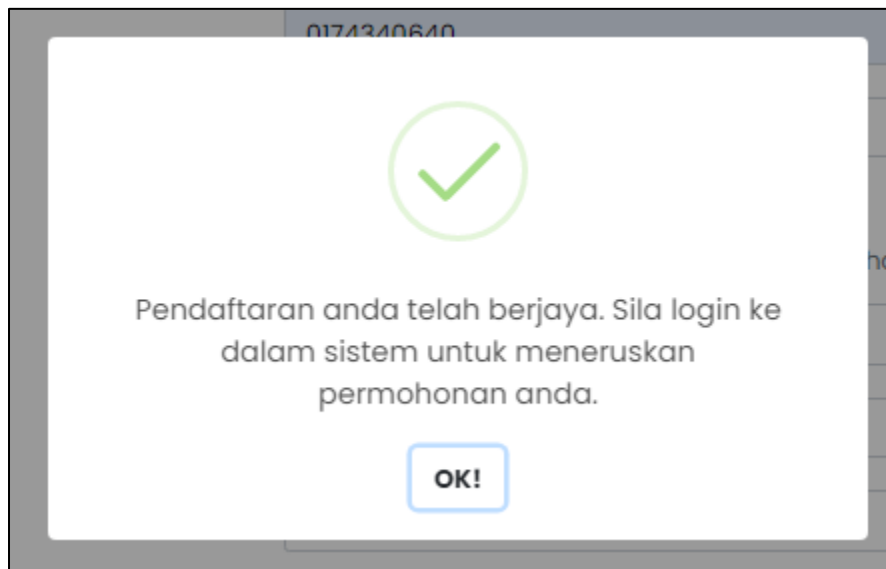 0174340640
Pendaftaran anda telah berjaya. Sila login ke
dalam sistem untuk meneruskan
permohonan anda.
OK!